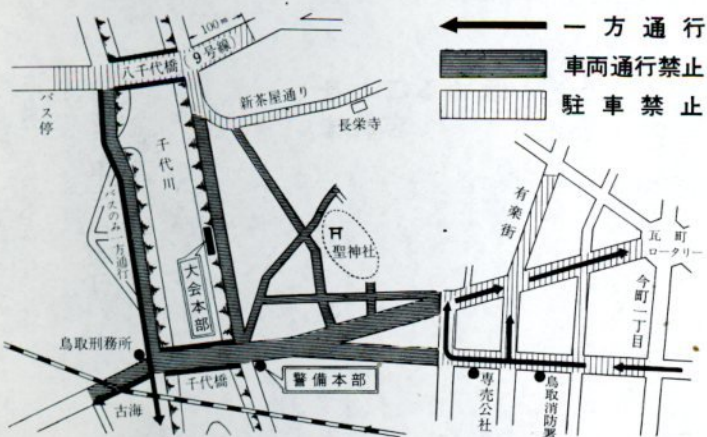 一方通行
車両通行禁止
駐車禁止
100m
八千代橋
(9号線)
バス停
新茶屋通り
長栄寺
千代川
バスのみ一方通行
有楽街
聖神社
瓦町
ロータリー
大会本部
今町一丁目
鳥取刑務所
千代橋
警備本部
古海
専売公社
鳥取消防署